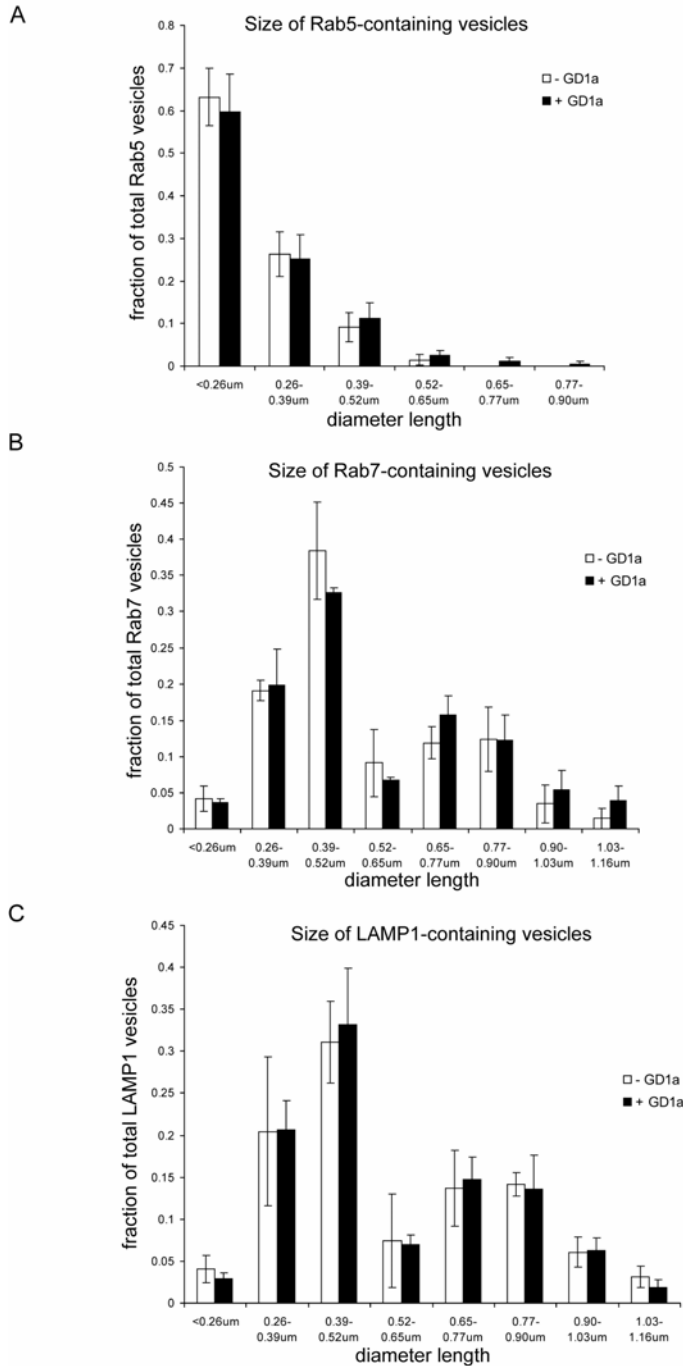 A
Size of Rab5-containing vesicles
fraction of total Rab5 vesicles
0.8
0.7
0.6
0.5
0.4
0.3
0.2
0.1
0
- GD1a
+ GD1a
<0.26um
0.26-
0.39um
0.39-
0.52um
0.52-
0.65um
0.65-
0.77um
0.77-
0.90um
diameter length
B
Size of Rab7-containing vesicles
fraction of total Rab7 vesicles
0.5
0.45
0.4
0.35
0.3
0.25
0.2
0.15
0.1
0.05
0
- GD1a
+ GD1a
<0.26um
0.26-
0.39um
0.39-
0.52um
0.52-
0.65um
0.65-
0.77um
0.77-
0.90um
0.90-
1.03um
1.03-
1.16um
diameter length
C
Size of LAMP1-containing vesicles
fraction of total LAMP1 vesicles
0.45
0.4
0.35
0.3
0.25
0.2
0.15
0.1
0.05
0
- GD1a
+ GD1a
<0.26um
0.26-
0.39um
0.39-
0.52um
0.52-
0.65um
0.65-
0.77um
0.77-
0.90um
0.90-
1.03um
1.03-
1.16um
diameter length